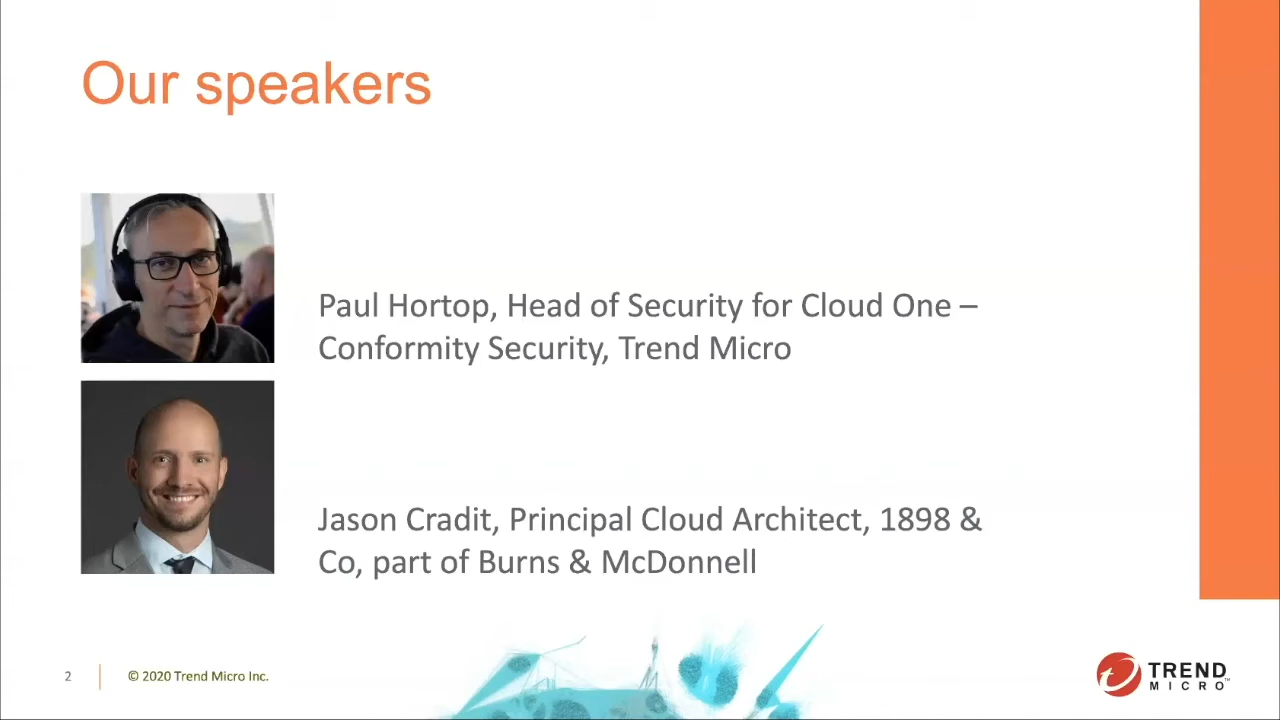 Our speakers
Paul Hortop, Head of Security for Cloud One –
Conformity Security, Trend Micro
Jason Cradit, Principal Cloud Architect, 1898 &
Co, part of Burns & McDonnell
2
© 2020 Trend Micro Inc.
TREND
MICRO™